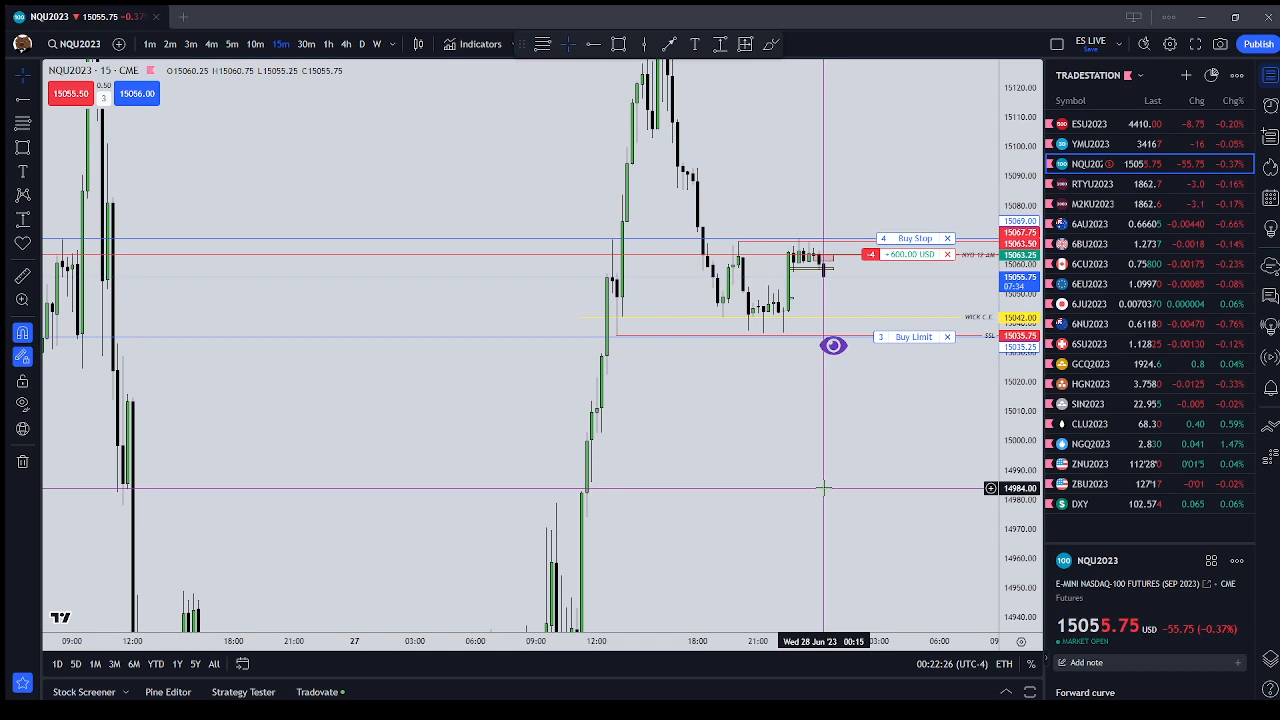 NQU2023 ▼ 15055.75 −0.37
NQU2023 1m 2m 3m 4m 5m 10m 15m 30m 1h 4h D W Indicators ES LIVE Save Publish
NQU2023 · 15 · CME O15060.25 H15060.75 L15055.25 C15055.75
15055.50 0.50 3 15056.00
15120.00
15110.00
15100.00
15090.00
15080.00
15069.00
15067.75
4 Buy Stop
15063.50
-4 +600.00 USD NYO 12 AM 15063.25
15060.00
15055.75
07:34
15050.00
WICK C.E. 15042.00
15040.00
3 Buy Limit SSL 15035.75
15035.25
15030.00
15020.00
15010.00
15000.00
14990.00
14984.00
14980.00
14970.00
14960.00
14950.00
14940.00
09:00 12:00 18:00 21:00 27 03:00 06:00 09:00 12:00 18:00 21:00 Wed 28 Jun '23 00:15 03:00 06:00 09
1D 5D 1M 3M 6M YTD 1Y 5Y All 00:22:26 (UTC-4) ETH %
Stock Screener Pine Editor Strategy Tester Tradovate
TRADESTATION
Symbol Last Chg Chg%
ESU2023 4410.00 −8.75 −0.20%
YMU2023 34167 −16 −0.05%
NQU202 15055.75 −55.75 −0.37%
RTYU2023 1862.7 −3.0 −0.16%
M2KU2023 1862.6 −3.1 −0.17%
6AU2023 0.66605 −0.00440 −0.66%
6BU2023 1.2737 −0.0018 −0.14%
6CU2023 0.75800 −0.00175 −0.23%
6EU2023 1.09970 −0.00085 −0.08%
6JU2023 0.0070370 0.000004 0.06%
6NU2023 0.61180 −0.00470 −0.76%
6SU2023 1.12825 −0.00130 −0.12%
GCQ2023 1924.6 0.8 0.04%
HGN2023 3.7580 −0.0125 −0.33%
SIN2023 22.955 −0.005 −0.02%
CLU2023 68.30 0.40 0.59%
NGQ2023 2.830 0.041 1.47%
ZNU2023 112'28'0 0'01'5 0.04%
ZBU2023 127'17 −0'01 −0.02%
DXY 102.574 0.065 0.06%
NQU2023
E-MINI NASDAQ-100 FUTURES (SEP 2023) · CME
Futures
15055.75 USD −55.75 (−0.37%)
MARKET OPEN
Add note
Forward curve